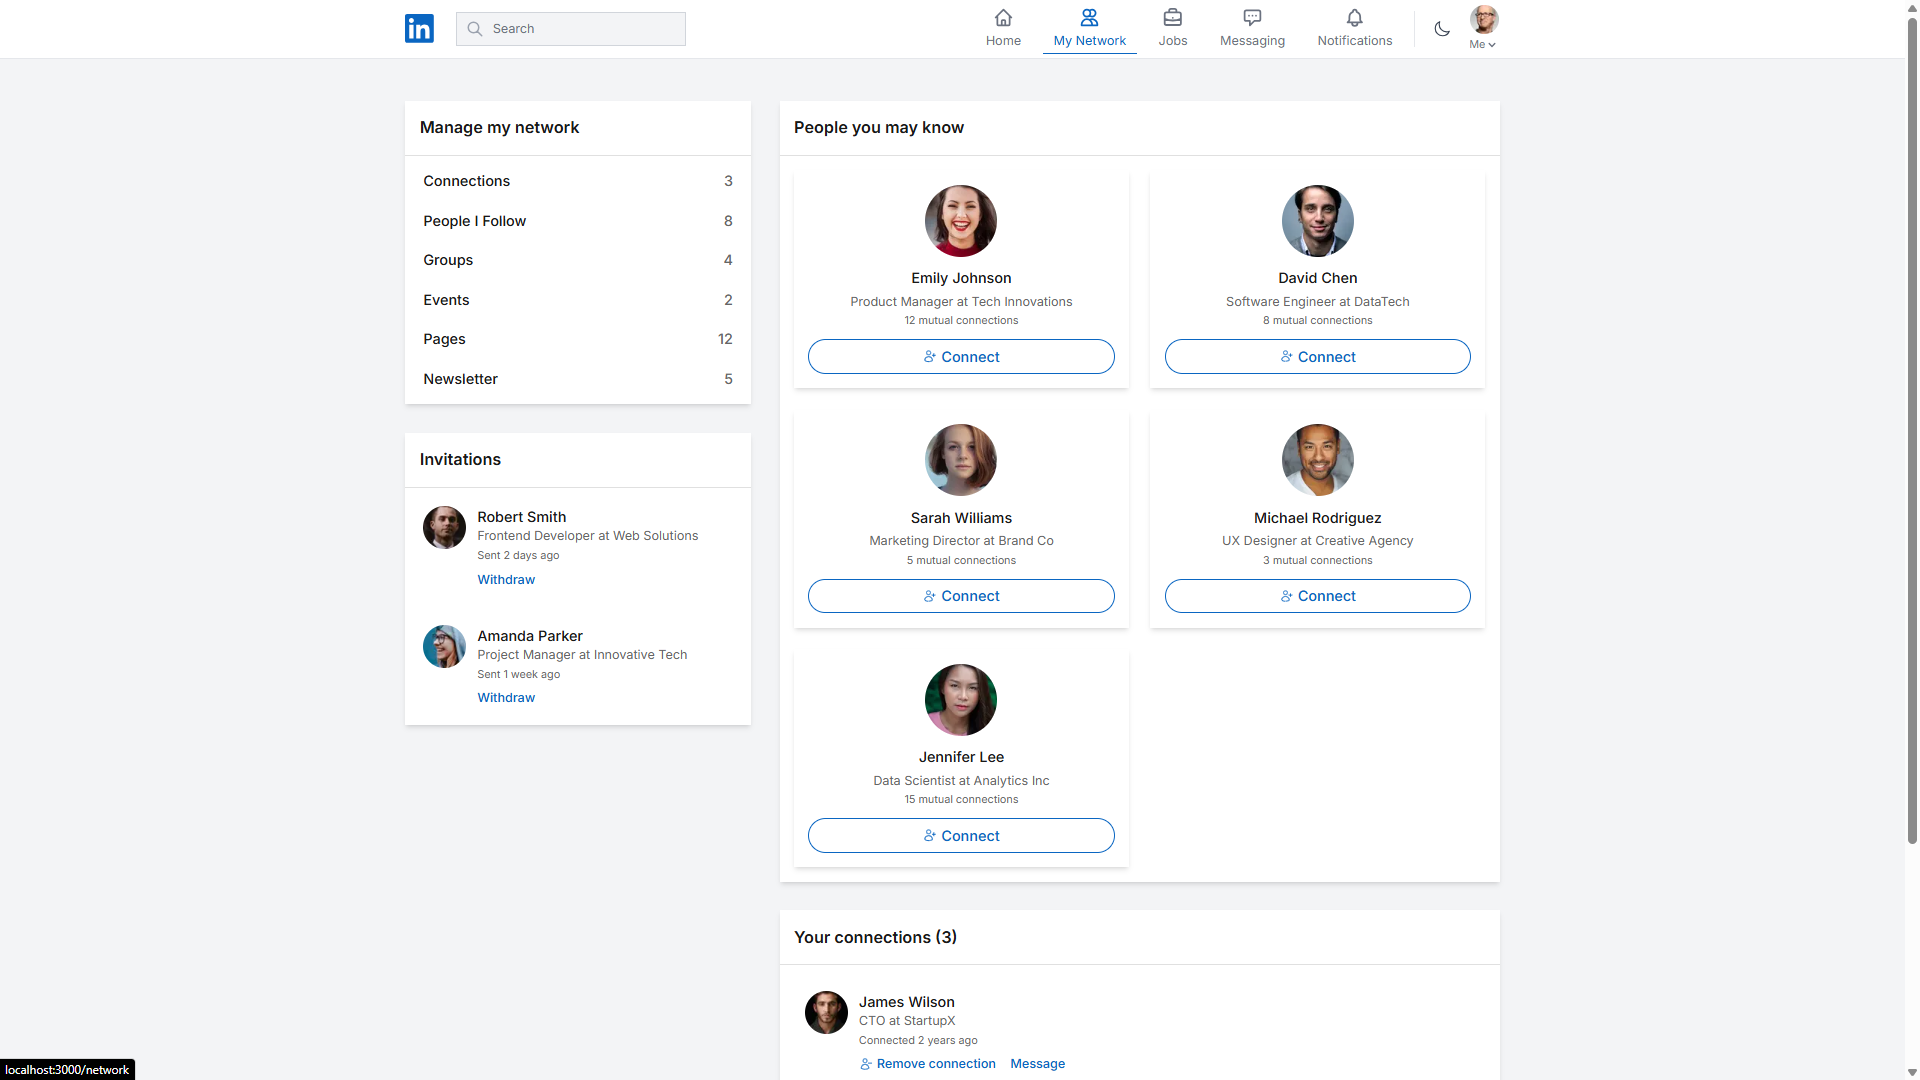 in
Search
Home
My Network
Jobs
Messaging
Notifications
Me
Manage my network
Connections 3
People I Follow 8
Groups 4
Events 2
Pages 12
Newsletter 5
Invitations
Robert Smith
Frontend Developer at Web Solutions
Sent 2 days ago
Withdraw
Amanda Parker
Project Manager at Innovative Tech
Sent 1 week ago
Withdraw
People you may know
Emily Johnson
Product Manager at Tech Innovations
12 mutual connections
Connect
David Chen
Software Engineer at DataTech
8 mutual connections
Connect
Sarah Williams
Marketing Director at Brand Co
5 mutual connections
Connect
Michael Rodriguez
UX Designer at Creative Agency
3 mutual connections
Connect
Jennifer Lee
Data Scientist at Analytics Inc
15 mutual connections
Connect
Your connections (3)
James Wilson
CTO at StartupX
Connected 2 years ago
Remove connection Message
localhost:3000/network